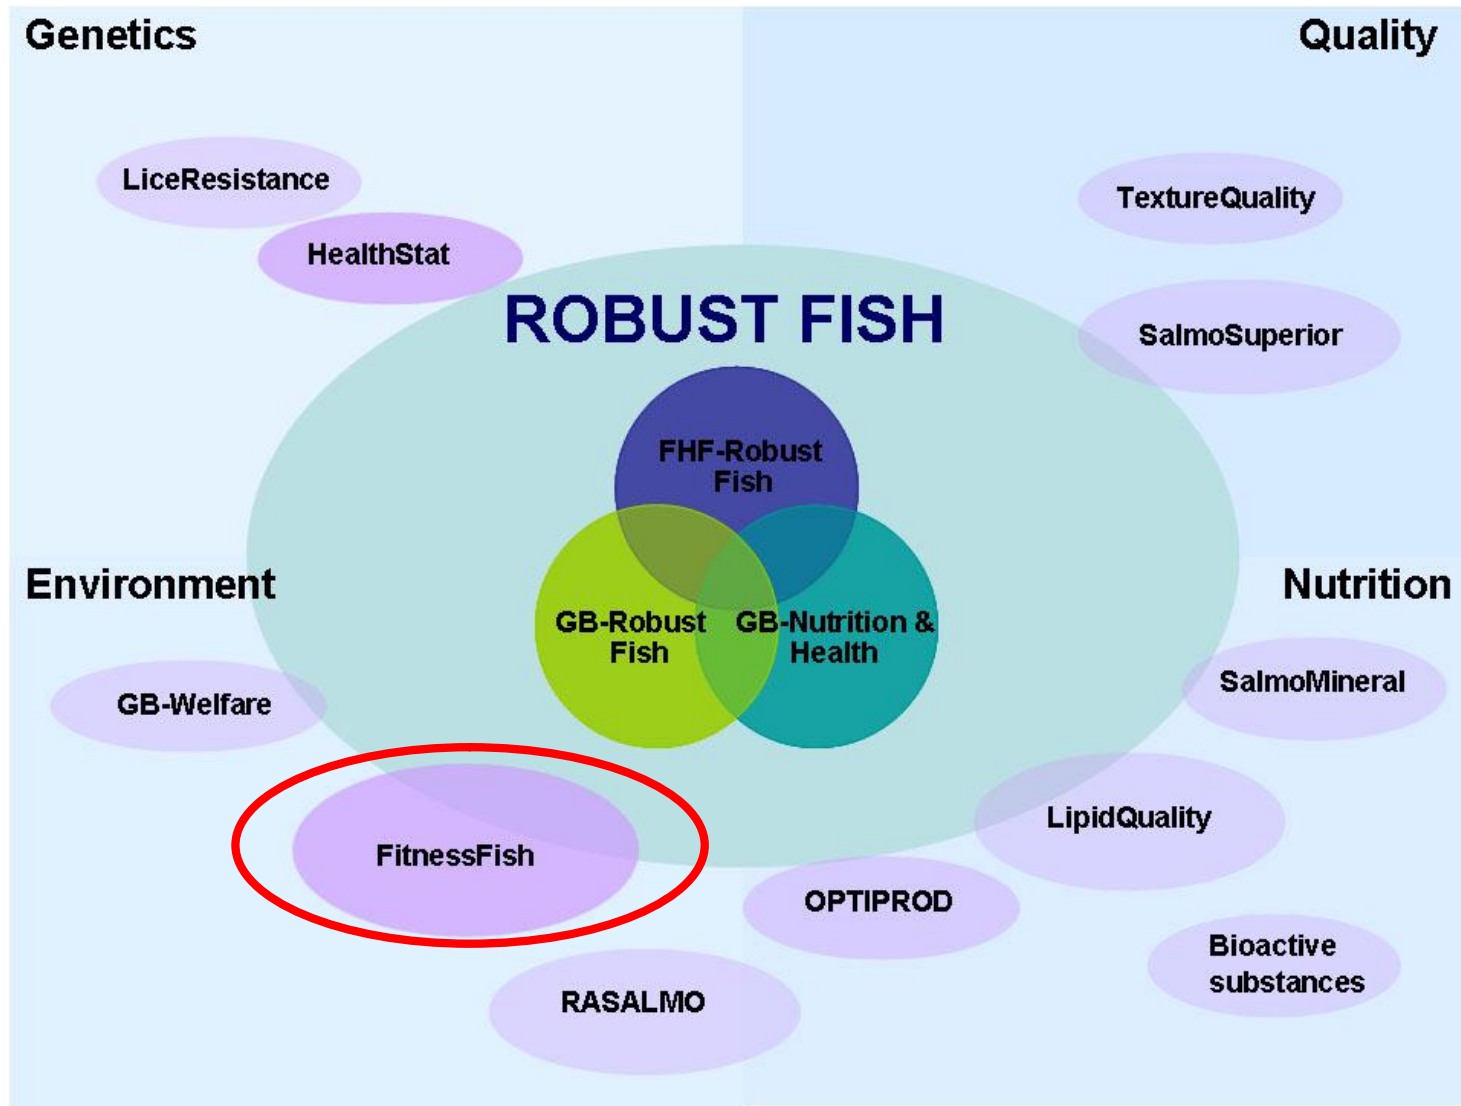 Genetics
Quality
LiceResistance
TextureQuality
HealthStat
ROBUST FISH
SalmoSuperior
FHF-Robust
Fish
Environment
Nutrition
GB-Robust
Fish
GB-Nutrition &
Health
GB-Welfare
SalmoMineral
FitnessFish
LipidQuality
OPTIPROD
Bioactive
substances
RASALMO